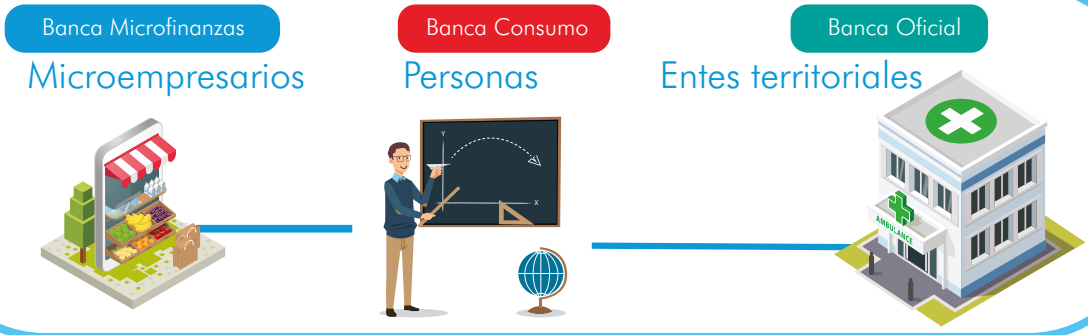 Banca Microfinanzas
Microempresarios
Banca Consumo
Personas
Y
X
Banca Oficial
Entes territoriales
AMBULANCE